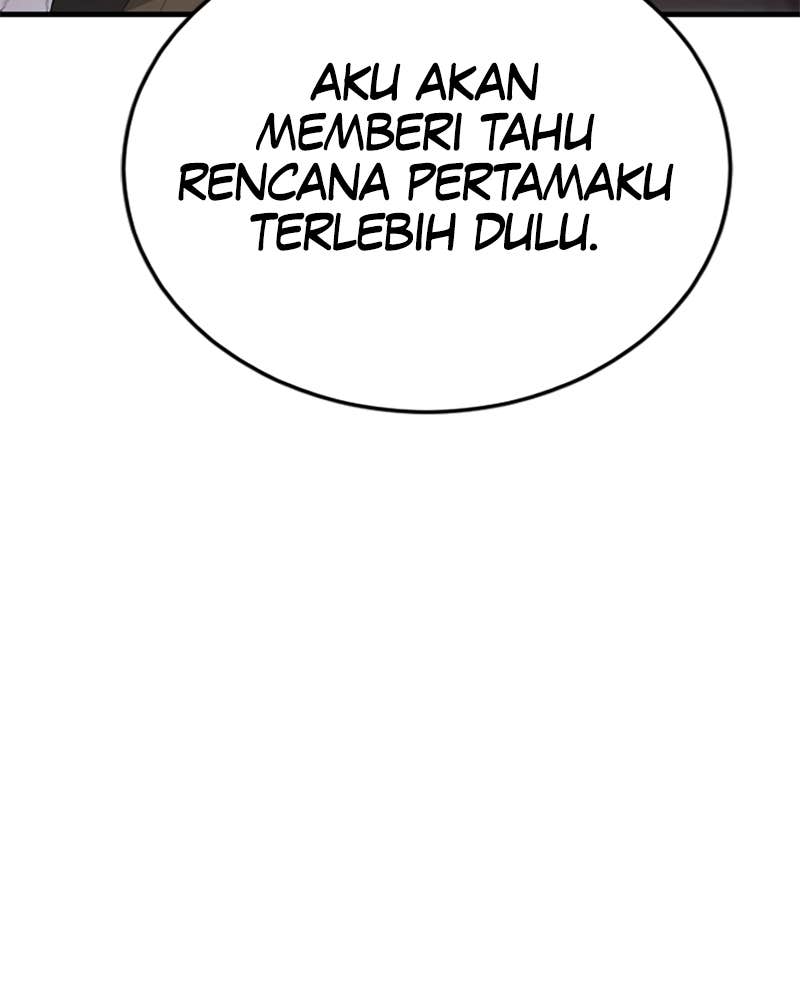 AKU AKAN
MEMBERI TAHU
RENCANA PERTAMAKU
TERLEBIH DULU.